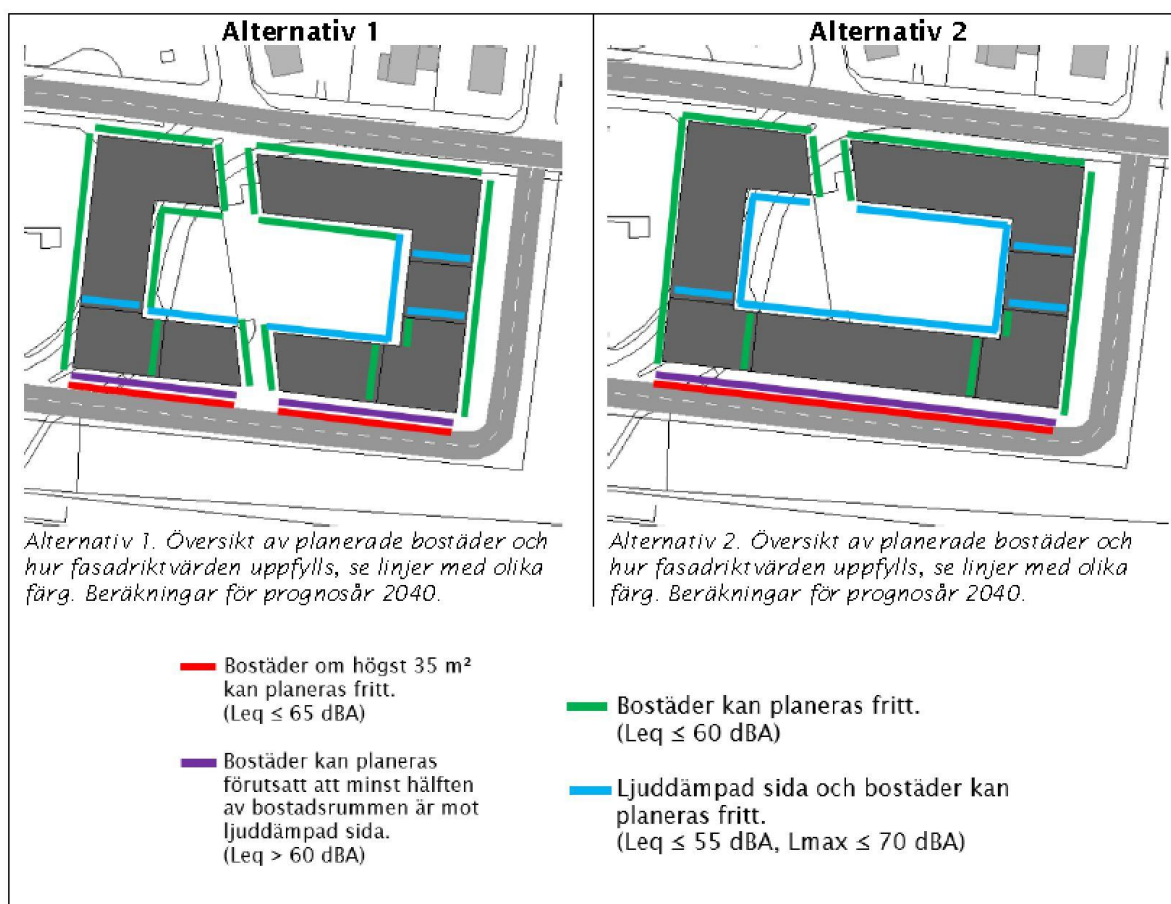 Alternativ 1
Alternativ 2
Alternativ 1. Översikt av planerade bostäder och
hur fasadriktvärden uppfylls, se linjer med olika
färg. Beräkningar för prognosår 2040.
Alternativ 2. Översikt av planerade bostäder och
hur fasadriktvärden uppfylls, se linjer med olika
färg. Beräkningar för prognosår 2040.
Bostäder om högst 35 m²
kan planeras fritt.
(Leq ≤ 65 dBA)
Bostäder kan planeras
förutsatt att minst hälften
av bostadsrummen är mot
ljuddämpad sida.
(Leq > 60 dBA)
Bostäder kan planeras fritt.
(Leq ≤ 60 dBA)
Ljuddämpad sida och bostäder kan
planeras fritt.
(Leq ≤ 55 dBA, Lmax ≤ 70 dBA)